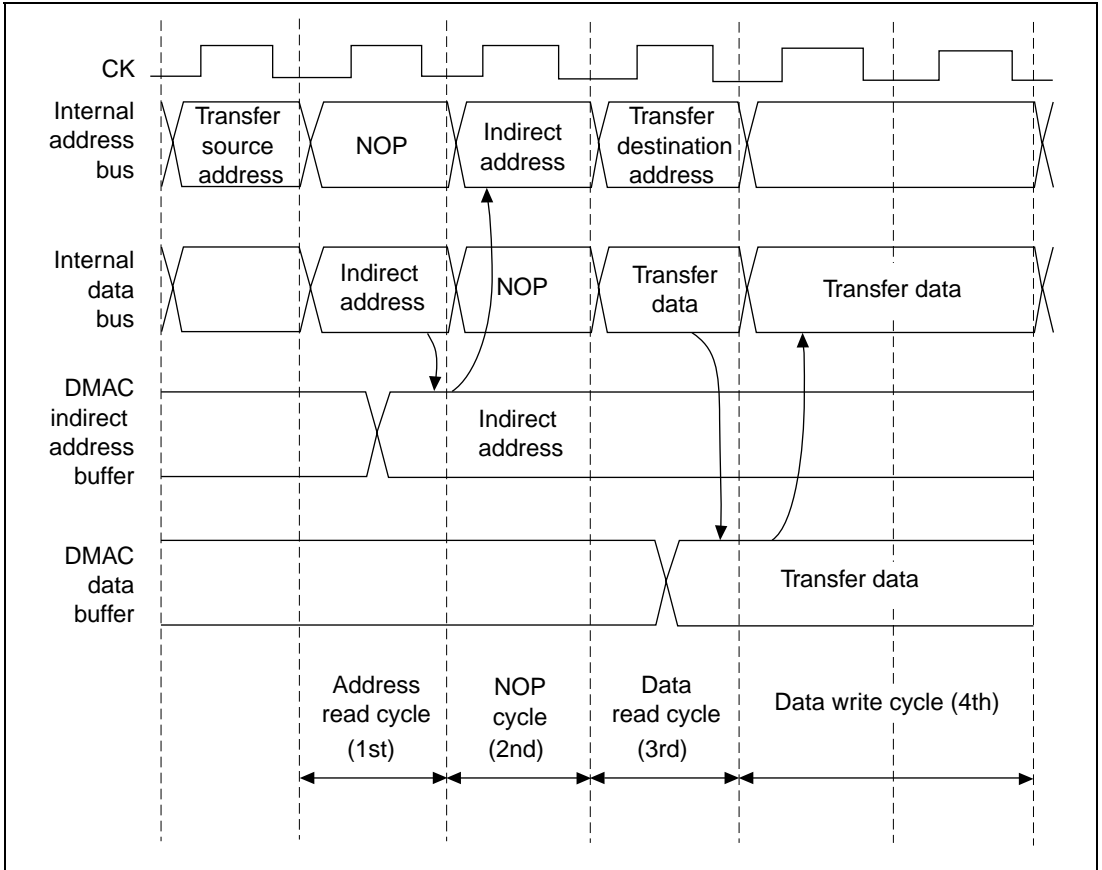 CK
Internal
address
bus
Transfer
source
address
NOP
Indirect
address
Transfer
destination
address
Internal
data
bus
Indirect
address
NOP
Transfer
data
Transfer data
DMAC
indirect
address
buffer
Indirect
address
DMAC
data
buffer
Transfer data
Address
read cycle
(1st)
NOP
cycle
(2nd)
Data
read cycle
(3rd)
Data write cycle (4th)